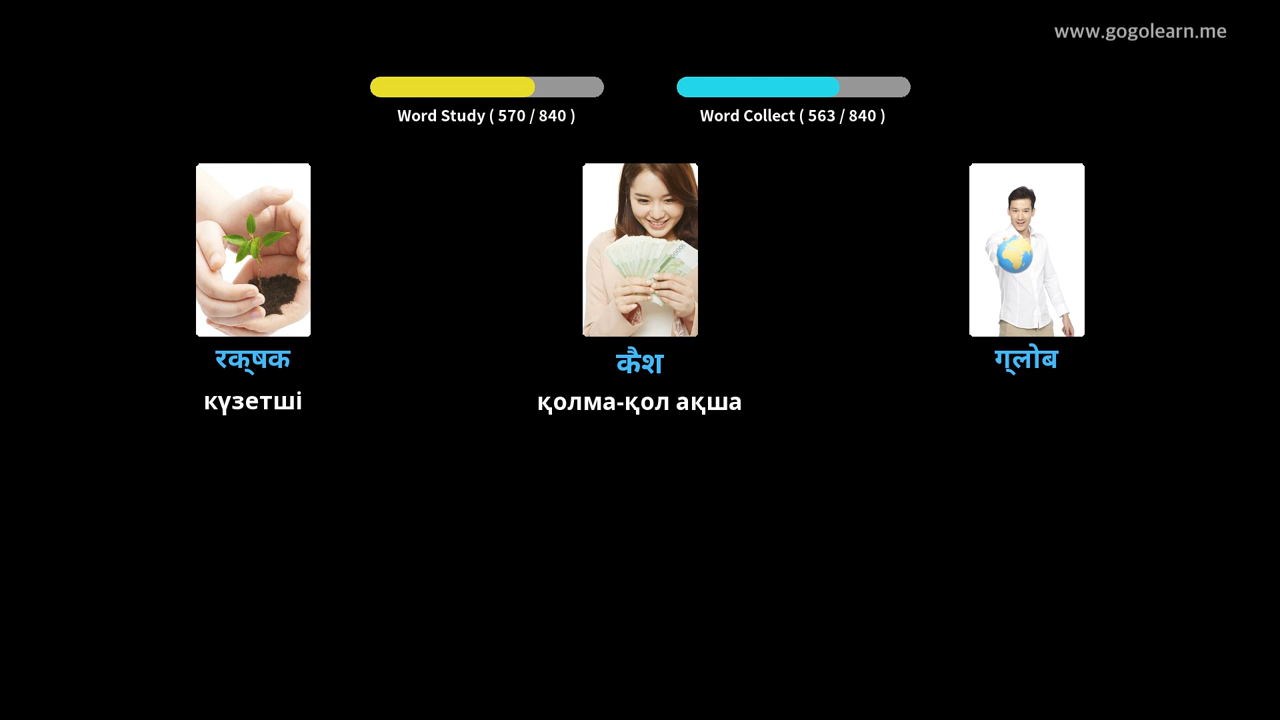 www.gogolearn.me
Word Study ( 570 / 840 )
Word Collect ( 563 / 840 )
रक्षक
कैश
ग्लोब
күзетші
қолма-қол ақша